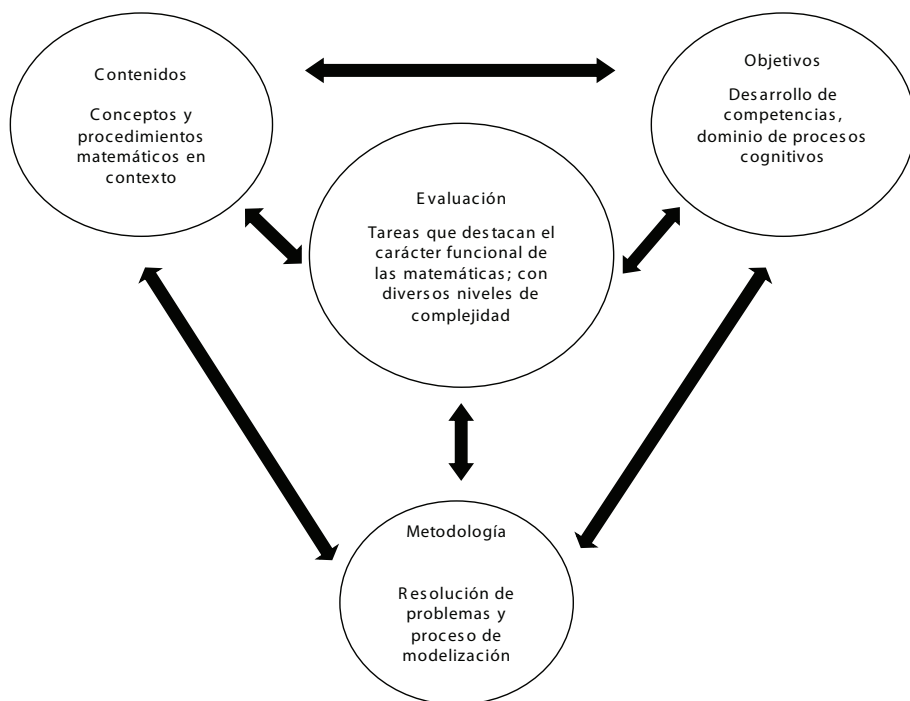 Contenidos
Conceptos y
procedimientos
matemáticos en
contexto
Objetivos
Desarrollo de
competencias,
dominio de procesos
cognitivos
Evaluación
Tareas que destacan el
carácter funcional de
las matemáticas; con
diversos niveles de
complejidad
Metodología
Resolución de
problemas y
proceso de
modelización